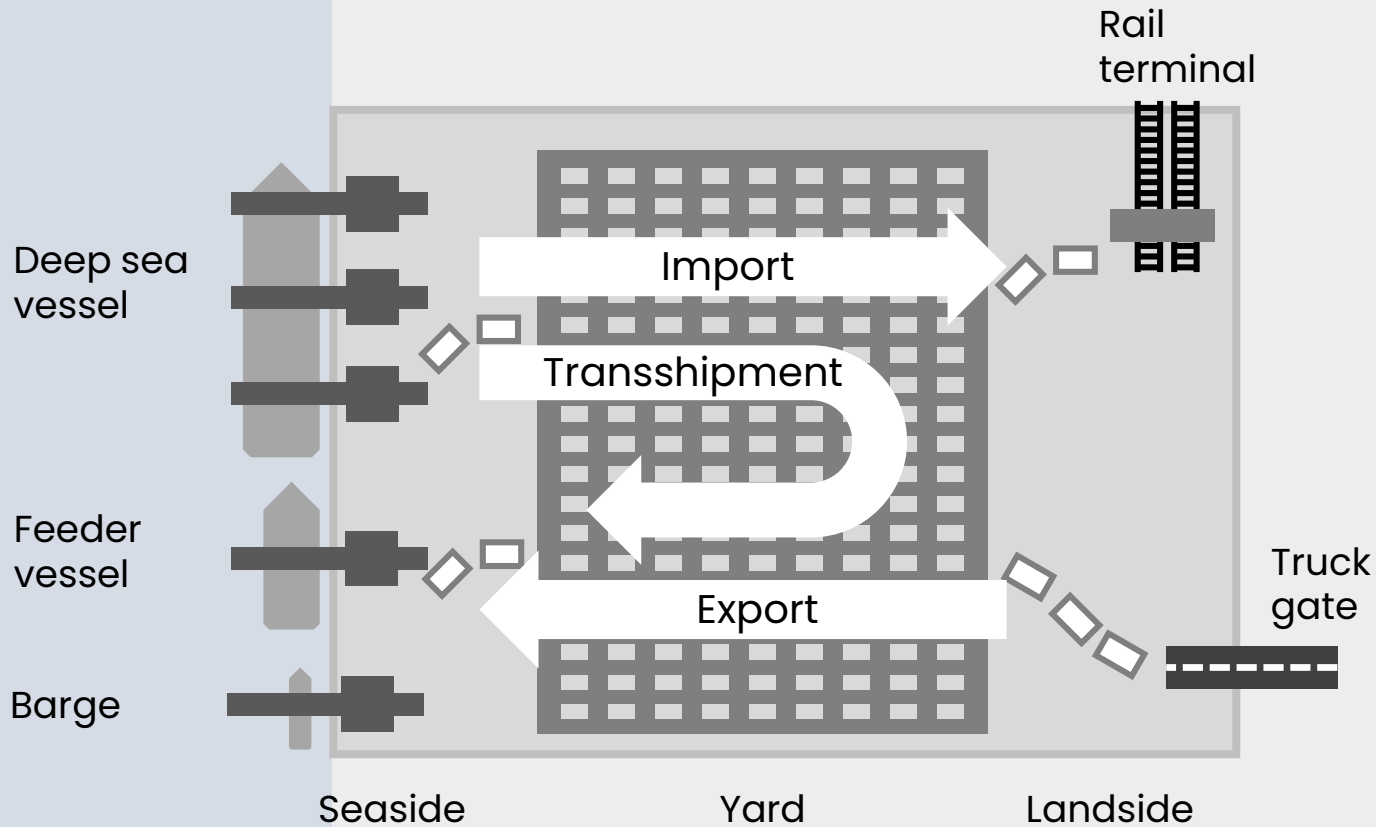 Rail
terminal
Deep sea
vessel
Import
Transshipment
Feeder
vessel
Truck
gate
Export
Barge
Seaside
Yard
Landside